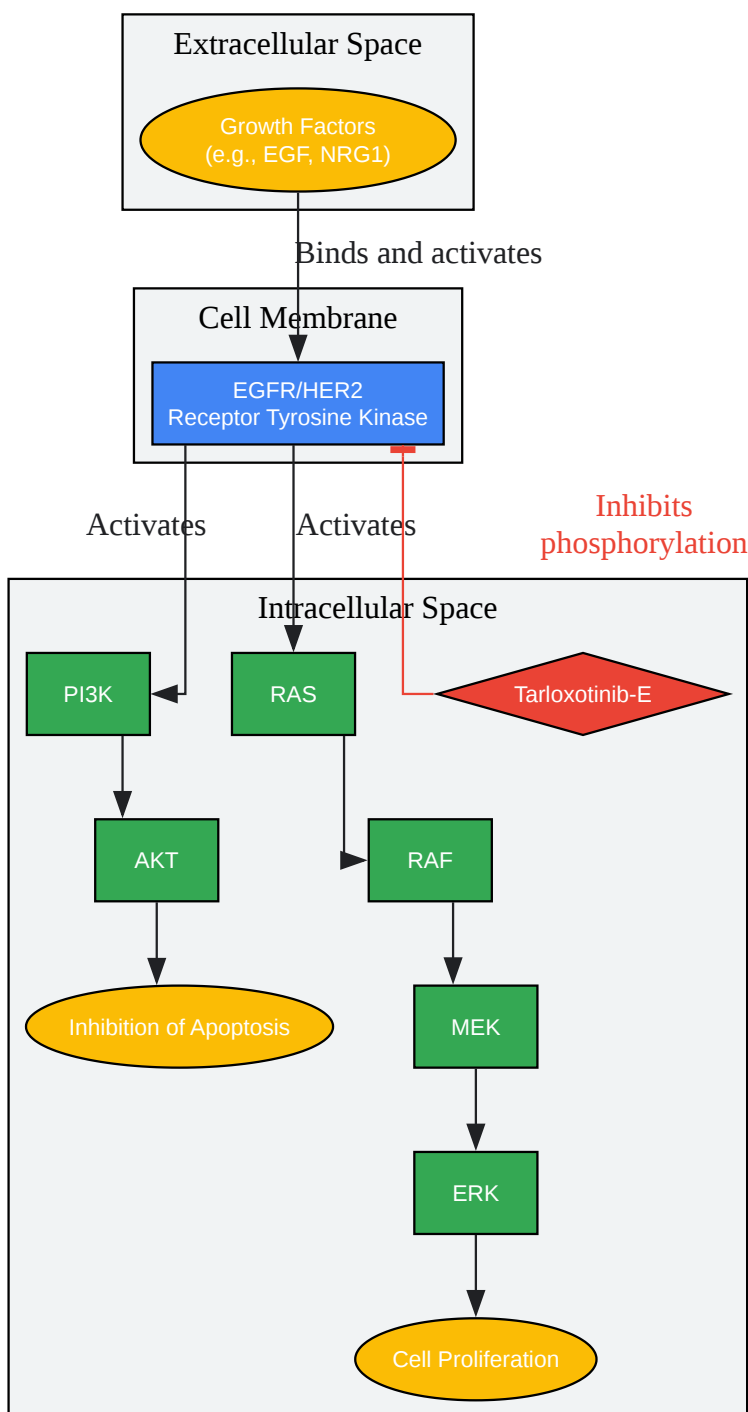 Extracellular Space
Growth Factors
(e.g., EGF, NRG1)
Binds and activates
Cell Membrane
EGFR/HER2
Receptor Tyrosine Kinase
Activates
Activates
Inhibits
phosphorylation
Intracellular Space
PI3K
RAS
Tarloxotinib-E
AKT
RAF
Inhibition of Apoptosis
MEK
ERK
Cell Proliferation